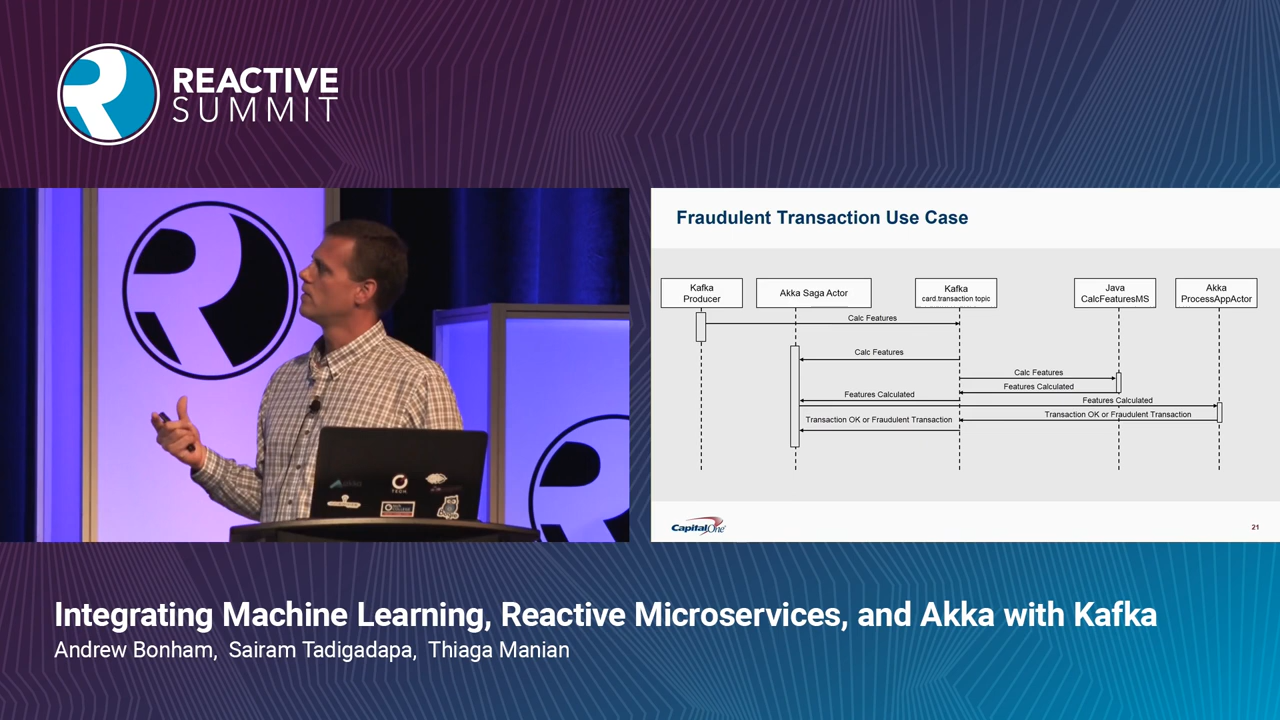 REACTIVE
SUMMIT
Fraudulent Transaction Use Case
Kafka
Producer
Akka Saga Actor
Kafka
card.transaction topic
Java
CalcFeaturesMS
Akka
ProcessAppActor
Calc Features
Calc Features
Calc Features
Features Calculated
Features Calculated
Features Calculated
Transaction OK or Fraudulent Transaction
Transaction OK or Fraudulent Transaction
CapitalOne
21
akka
TECH
Integrating Machine Learning, Reactive Microservices, and Akka with Kafka
Andrew Bonham, Sairam Tadigadapa, Thiaga Manian